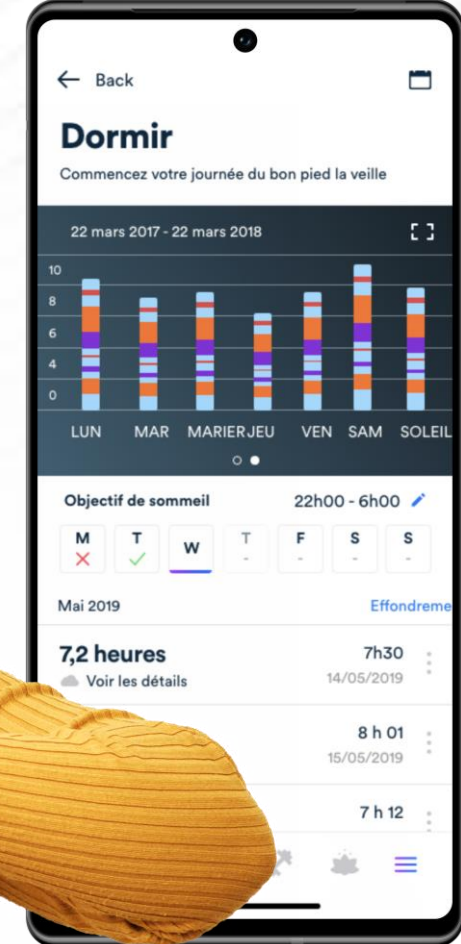 Back
Dormir
Commencez votre journée du bon pied la veille
22 mars 2017 - 22 mars 2018
10
8
6
4
0
LUN MAR MARIER JEU VEN SAM SOLEIL
Objectif de sommeil 22h00 - 6h00
M T W T F S S
- - - -
Mai 2019 Effondreme
7,2 heures 7h30
Voir les détails 14/05/2019
8 h 01
15/05/2019
7 h 12